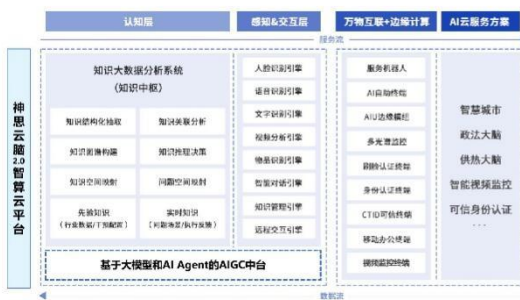 认知层
感知&交互层
万物互联+边缘计算
AI云服务方案
服务流
神思云脑2.0智算云平台
知识大数据分析系统
(知识中枢)
知识结构化抽取
知识关联分析
知识图谱构建
知识推理决策
知识空间映射
问题空间映射
先验知识
(行业数据/干预配置)
实时知识
(问题场景/执行反馈)
基于大模型和AI Agent的AIGC中台
人脸识别引擎
语音识别引擎
文字识别引擎
视频分析引擎
物品识别引擎
智能对话引擎
知识管理引擎
远程交互引擎
服务机器人
AI自助终端
AIU边缘模组
多光谱监控
刷脸认证终端
身份认证终端
CTID可信终端
移动办公终端
视频监控终端
智慧城市
政法大脑
供热大脑
智能视频监控
可信身份认证
...
数据流